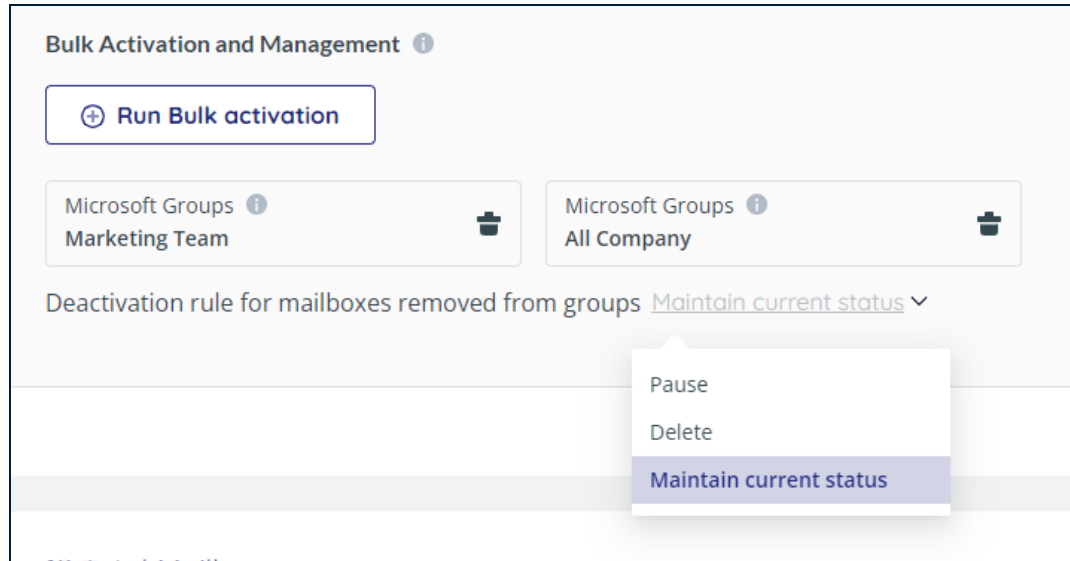 Bulk Activation and Management
Run Bulk activation
Microsoft Groups
Marketing Team
Microsoft Groups
All Company
Deactivation rule for mailboxes removed from groups Maintain current status
Pause
Delete
Maintain current status